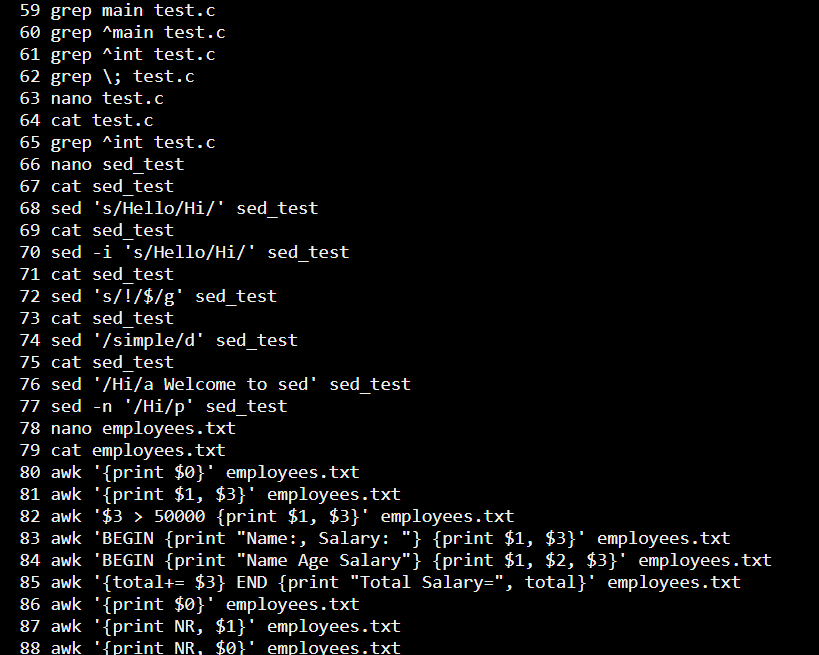 59 grep main test.c
60 grep ^main test.c
61 grep ^int test.c
62 grep \; test.c
63 nano test.c
64 cat test.c
65 grep ^int test.c
66 nano sed_test
67 cat sed_test
68 sed 's/Hello/Hi/' sed_test
69 cat sed_test
70 sed -i 's/Hello/Hi/' sed_test
71 cat sed_test
72 sed 's/!/$/g' sed_test
73 cat sed_test
74 sed '/simple/d' sed_test
75 cat sed_test
76 sed '/Hi/a Welcome to sed' sed_test
77 sed -n '/Hi/p' sed_test
78 nano employees.txt
79 cat employees.txt
80 awk '{print $0}' employees.txt
81 awk '{print $1, $3}' employees.txt
82 awk '$3 > 50000 {print $1, $3}' employees.txt
83 awk 'BEGIN {print "Name:, Salary: "} {print $1, $3}' employees.txt
84 awk 'BEGIN {print "Name Age Salary"} {print $1, $2, $3}' employees.txt
85 awk '{total+= $3} END {print "Total Salary=", total}' employees.txt
86 awk '{print $0}' employees.txt
87 awk '{print NR, $1}' employees.txt
88 awk '{print NR, $0}' employees.txt